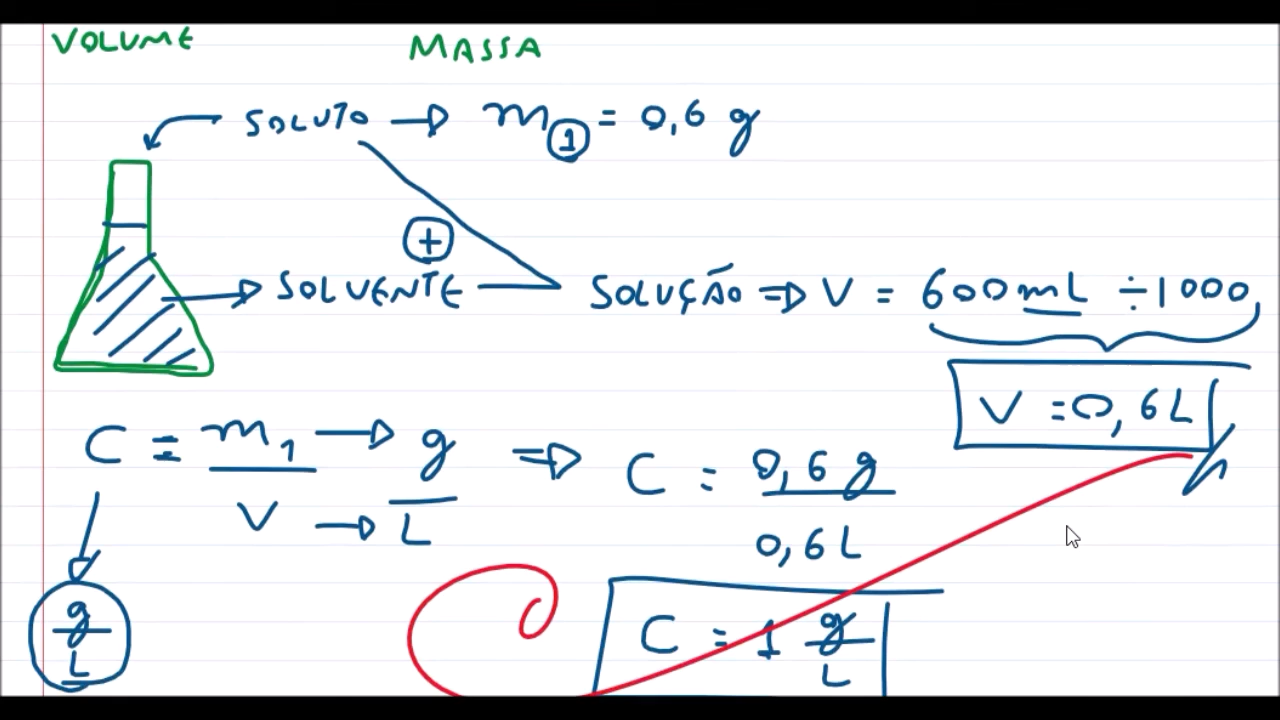 VOLUME MASSA
SOLUTO → m₁ = 0,6 g
+
SOLVENTE SOLUÇÃO ⇒ V = 600 mL ÷1000
V = 0,6 L
C = m₁ → g ⇒ C = 0,6 g
V → L 0,6 L
g
L
C = 1 g
L